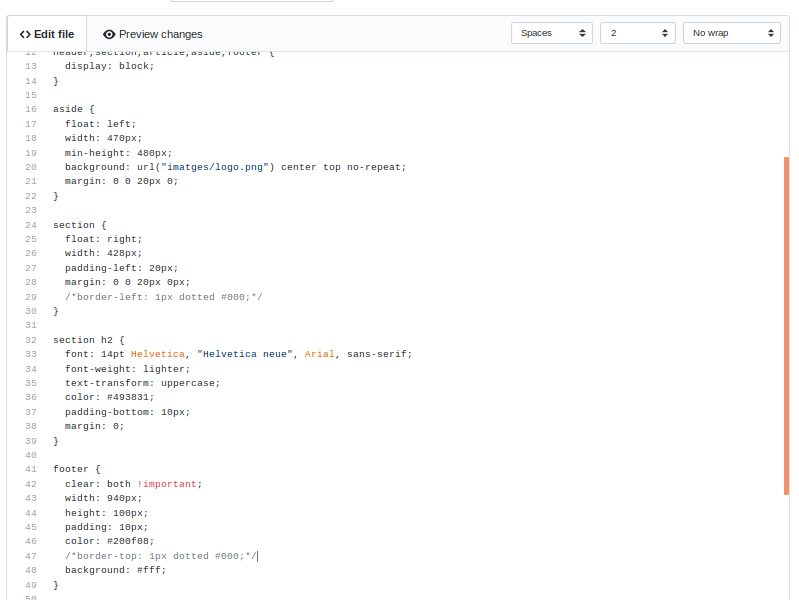 Edit file
Preview changes
Spaces
2
No wrap
12 header,section,article,aside,footer {
13 display: block;
14 }
15
16 aside {
17 float: left;
18 width: 470px;
19 min-height: 480px;
20 background: url("imatges/logo.png") center top no-repeat;
21 margin: 0 0 20px 0;
22 }
23
24 section {
25 float: right;
26 width: 428px;
27 padding-left: 20px;
28 margin: 0 0 20px 0px;
29 /*border-left: 1px dotted #000;*/
30 }
31
32 section h2 {
33 font: 14pt Helvetica, "Helvetica neue", Arial, sans-serif;
34 font-weight: lighter;
35 text-transform: uppercase;
36 color: #493831;
37 padding-bottom: 10px;
38 margin: 0;
39 }
40
41 footer {
42 clear: both !important;
43 width: 940px;
44 height: 100px;
45 padding: 10px;
46 color: #200f08;
47 /*border-top: 1px dotted #000;*/
48 background: #fff;
49 }
50